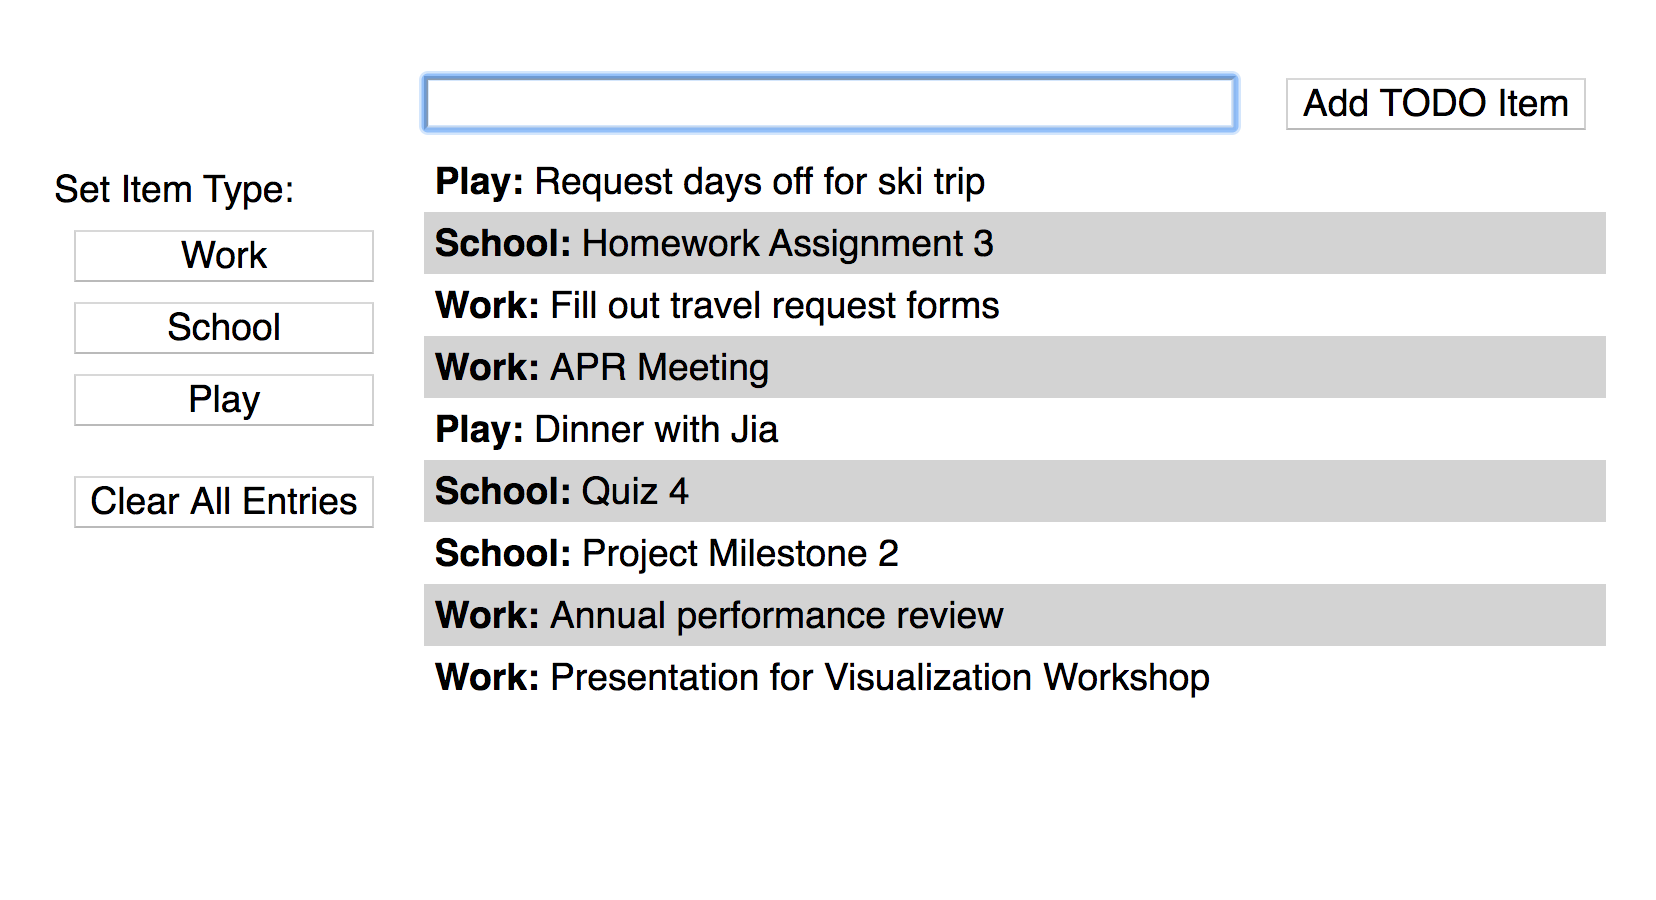 Add TODO Item
Set Item Type:
Work
School
Play
Clear All Entries
Play: Request days off for ski trip
School: Homework Assignment 3
Work: Fill out travel request forms
Work: APR Meeting
Play: Dinner with Jia
School: Quiz 4
School: Project Milestone 2
Work: Annual performance review
Work: Presentation for Visualization Workshop